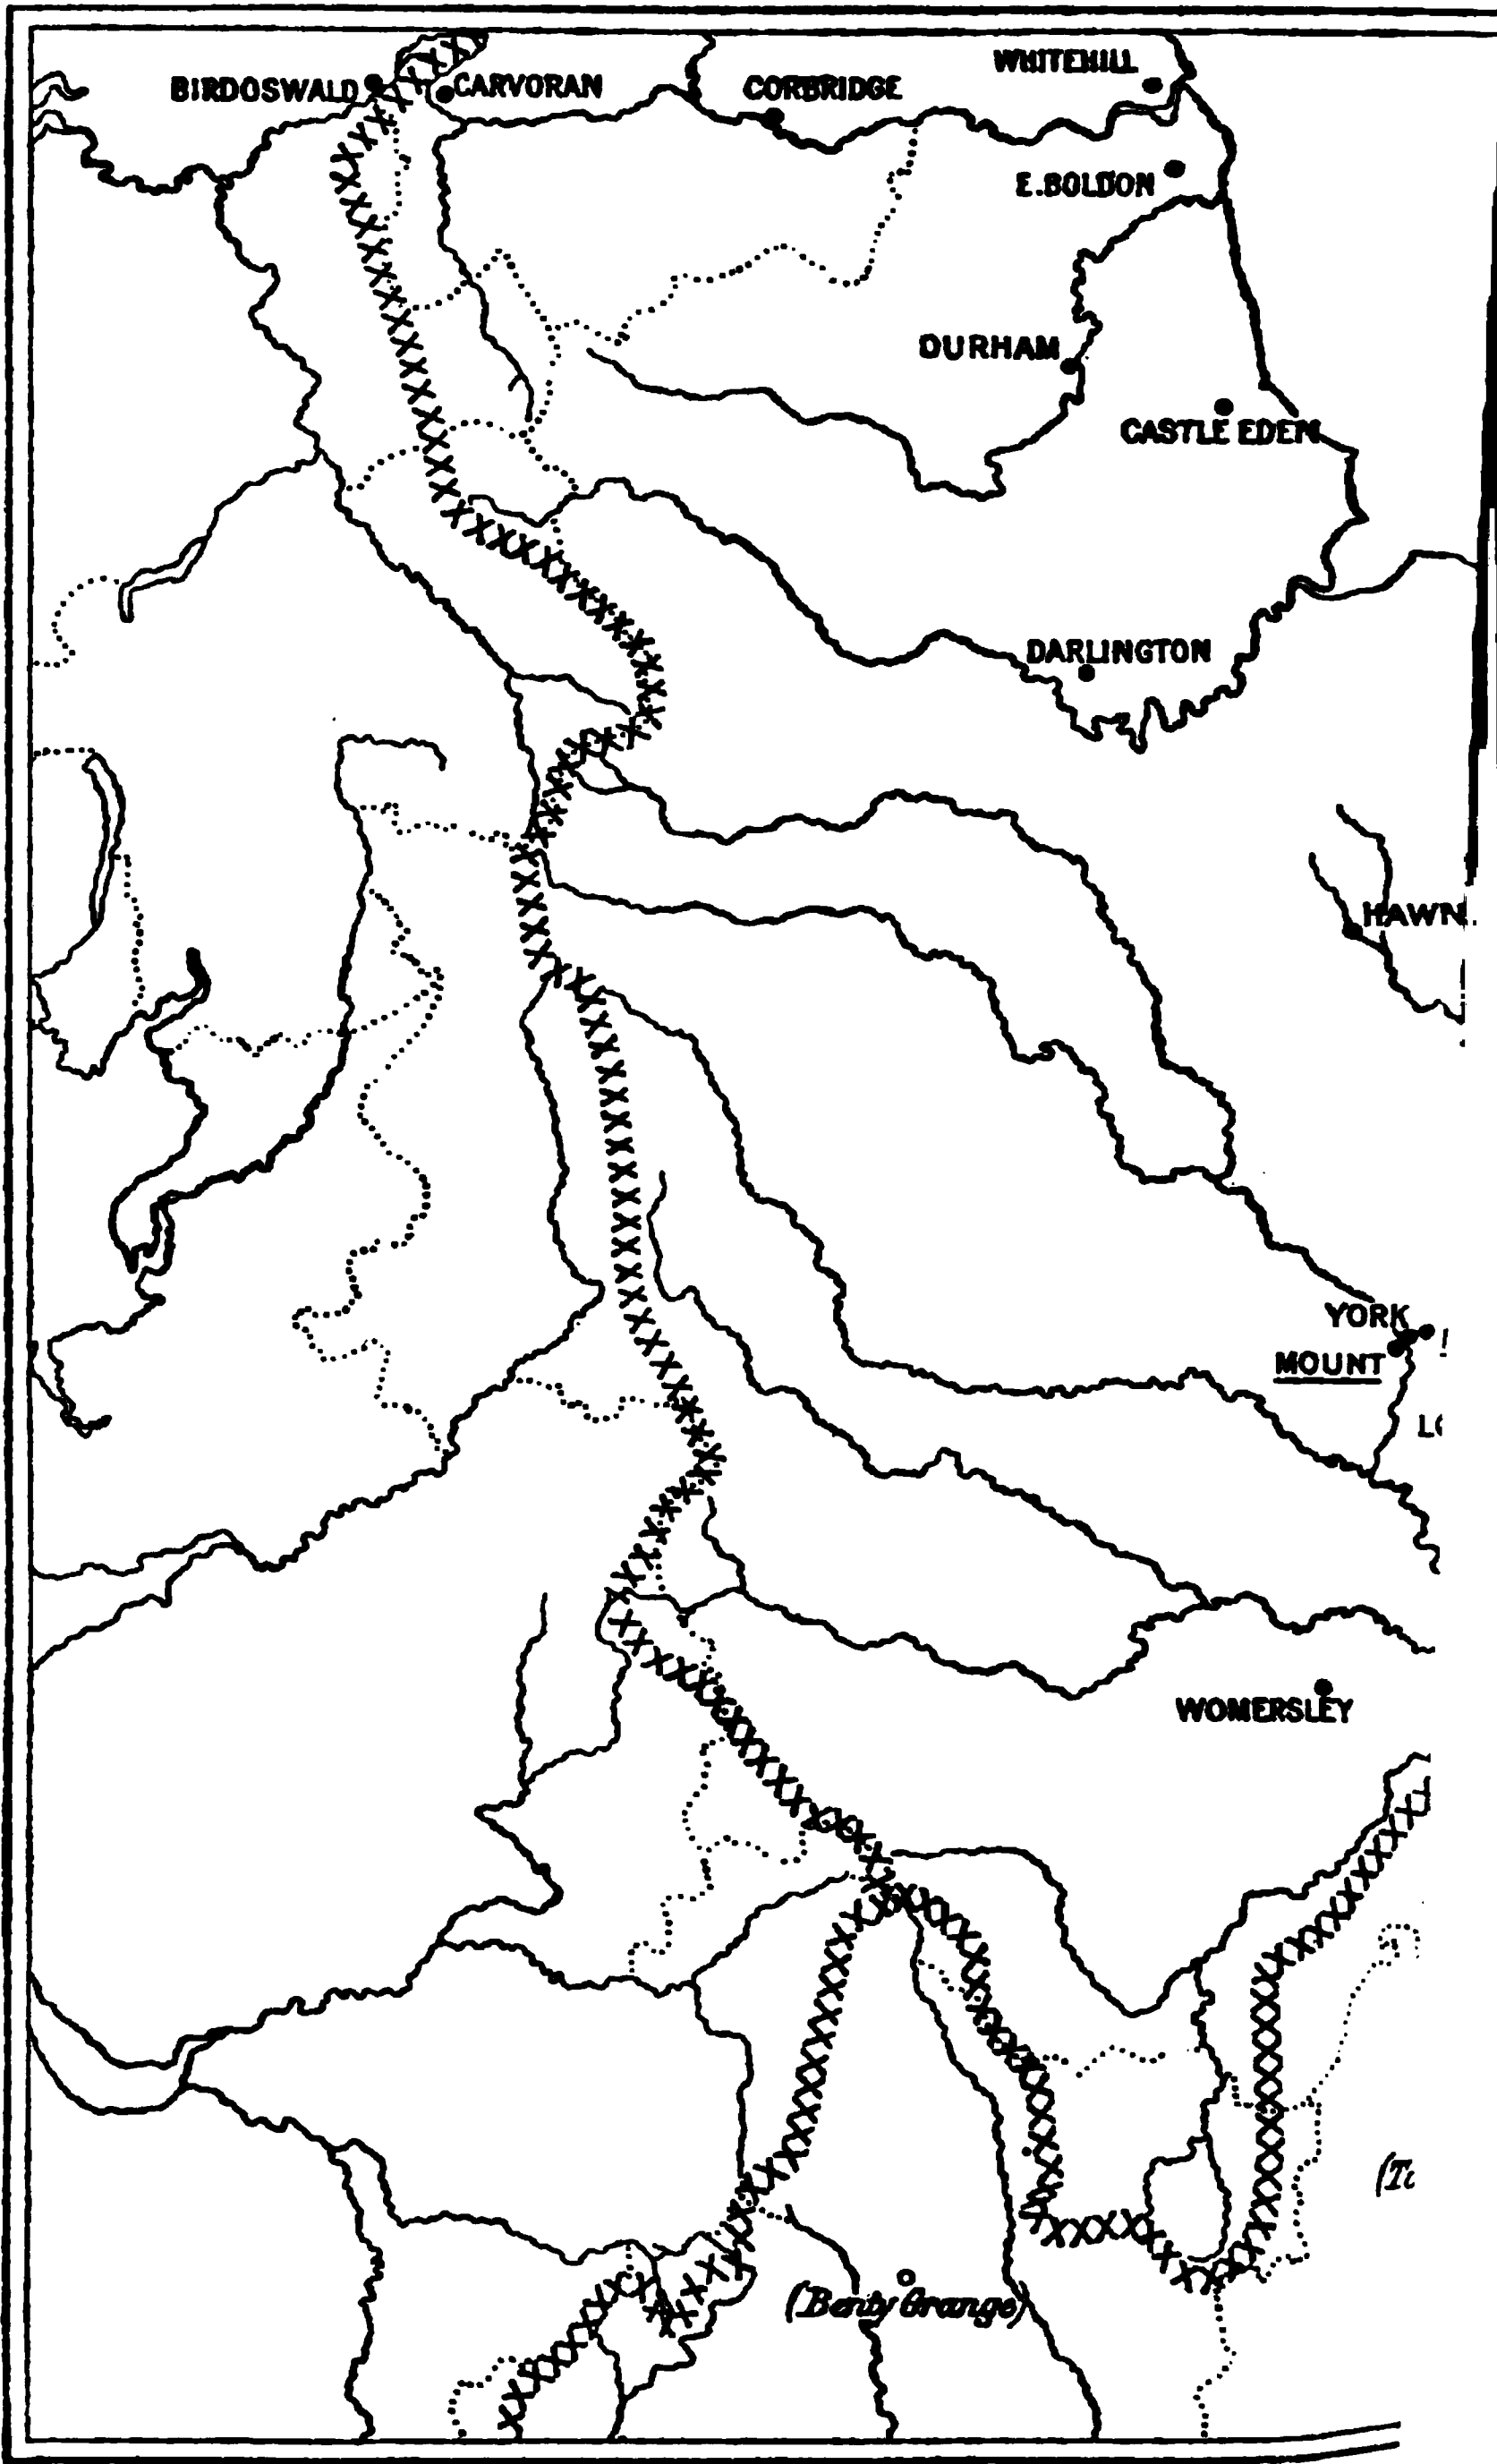 WHITEHILL
BIRDOSWALD
CARVORAN
CORBRIDGE
E. BOLDON
DURHAM
CASTLE EDEN
DARLINGTON
HAWN
YORK
MOUNT
WOMERSLEY
(Benty Grange)